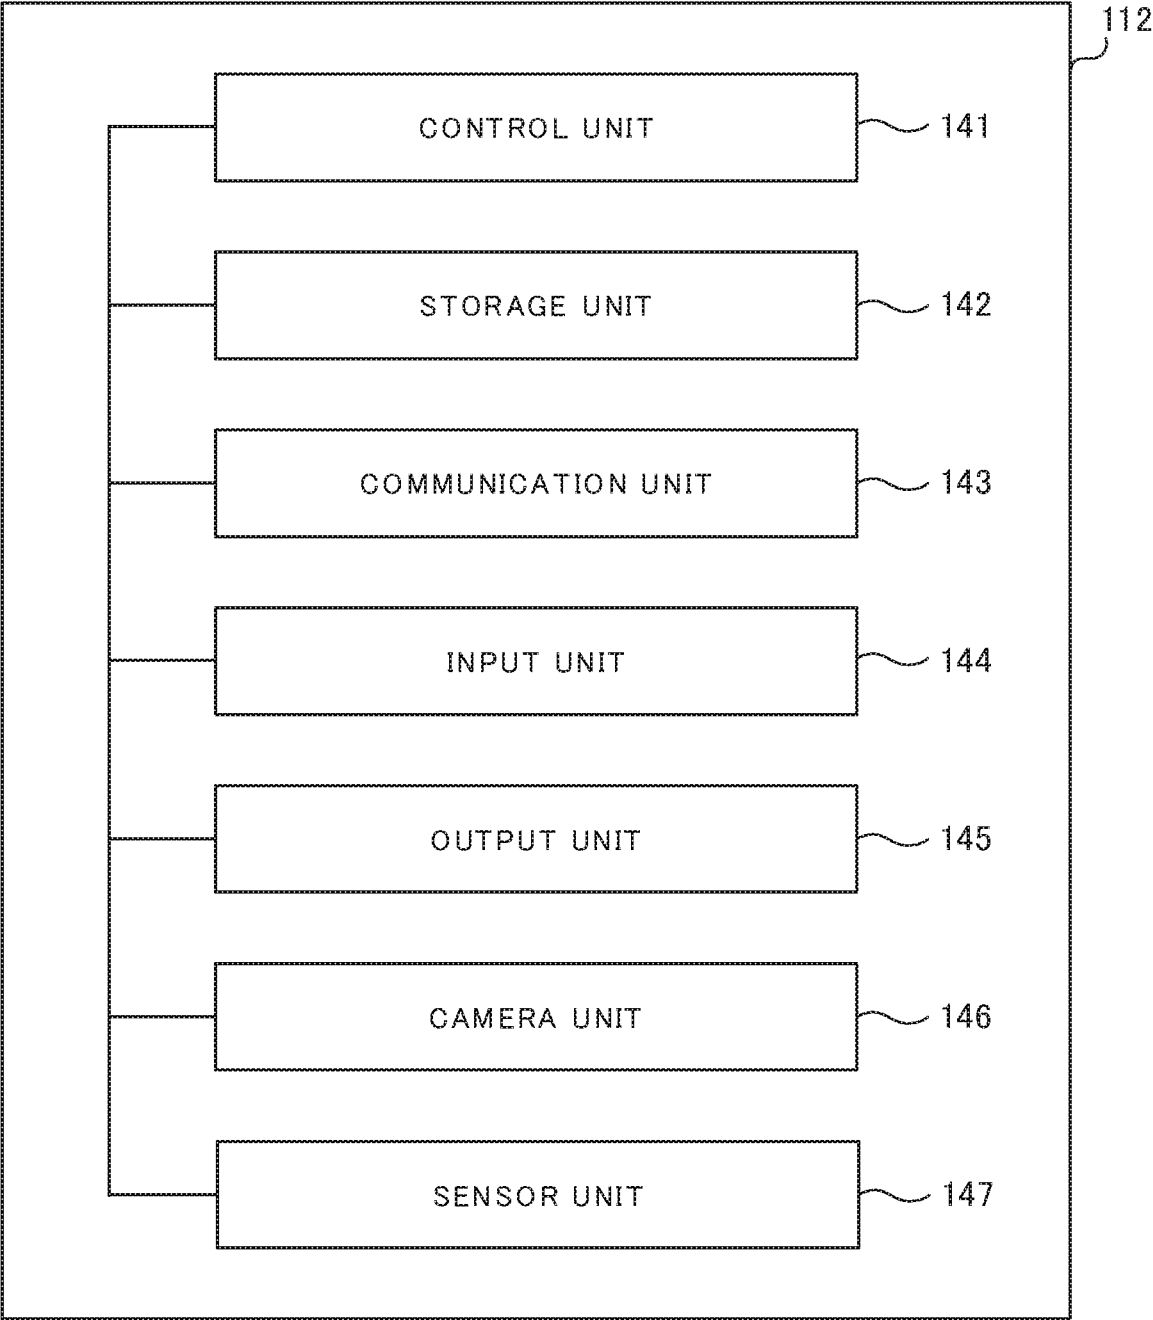 112
CONTROL UNIT 141
STORAGE UNIT 142
COMMUNICATION UNIT 143
INPUT UNIT 144
OUTPUT UNIT 145
CAMERA UNIT 146
SENSOR UNIT 147